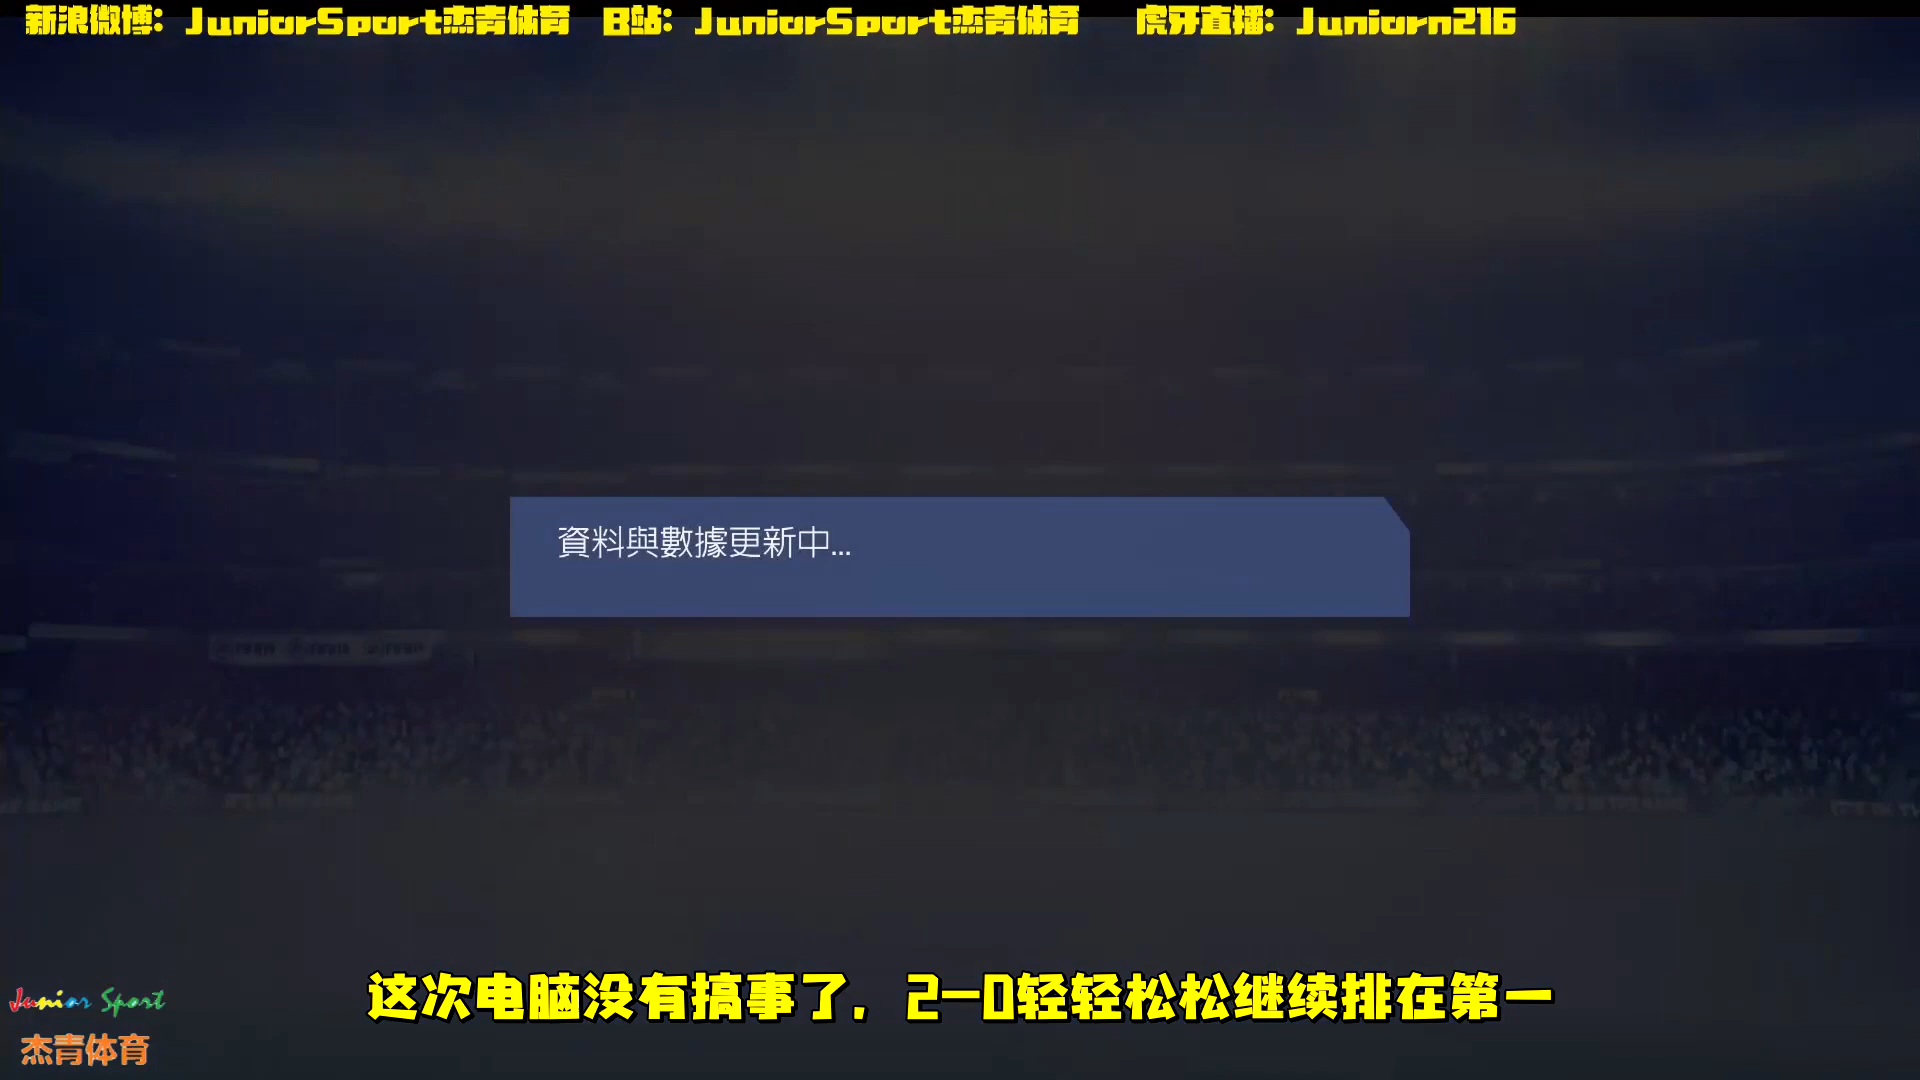 新浪微博：JuniorSport杰青体育 B站：JuniorSport杰青体育 虎牙直播：Juniorn216
資料與數據更新中...
这次电脑没有搞事了，2-0轻轻松松继续排在第一
Junior Sport
杰青体育